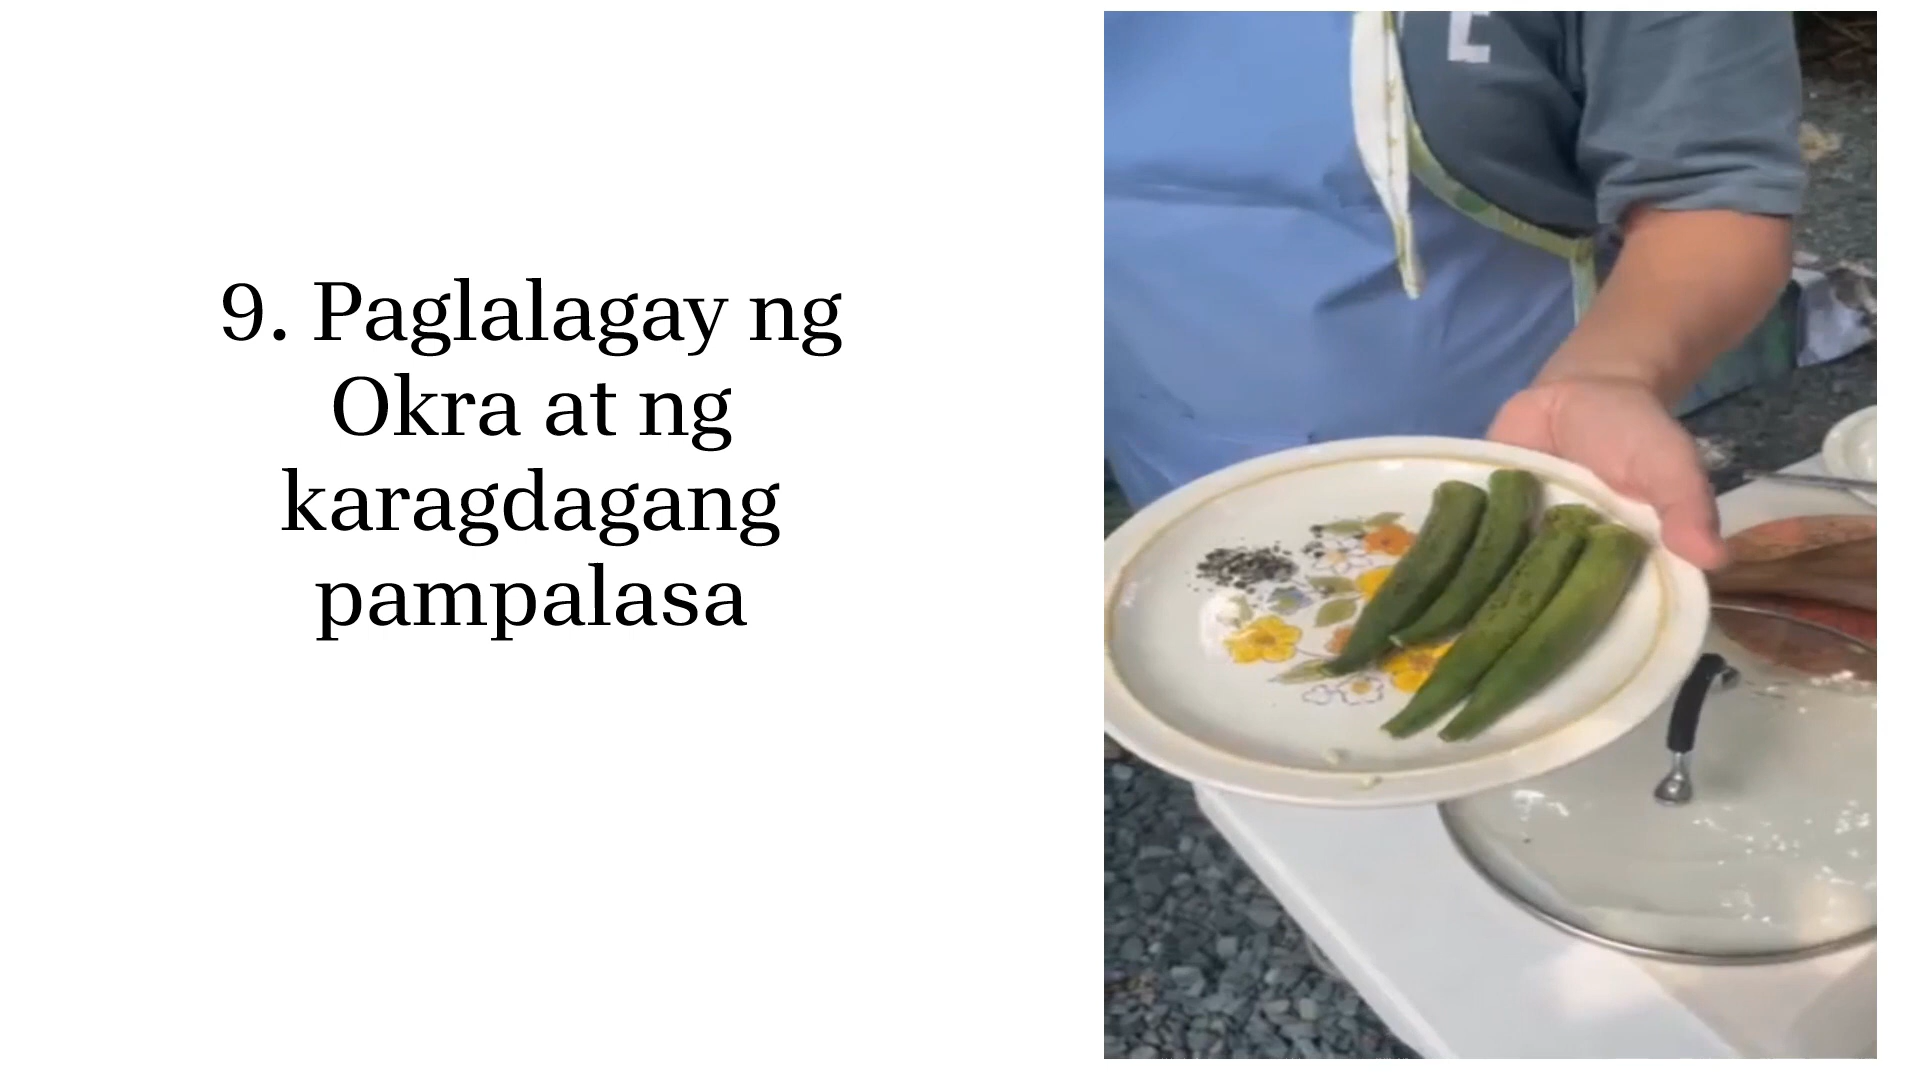 9. Paglalagay ng
Okra at ng
karagdagang
pampalasa
E